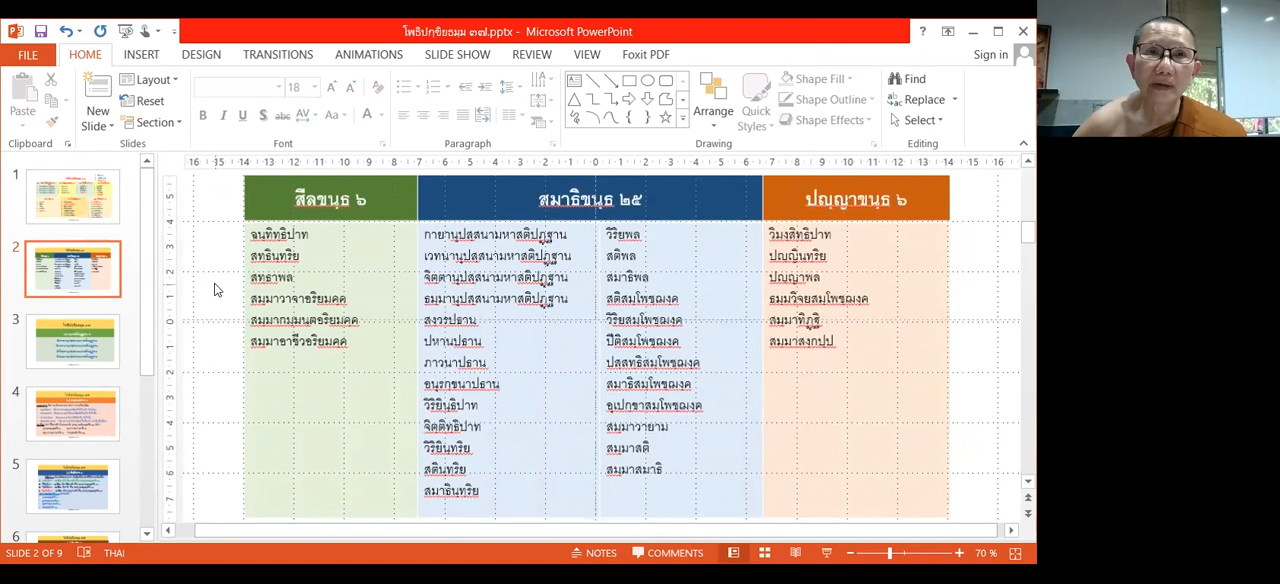 โพธิปกฺขิยธมฺม ๓๗.pptx - Microsoft PowerPoint
FILE HOME INSERT DESIGN TRANSITIONS ANIMATIONS SLIDE SHOW REVIEW VIEW Foxit PDF Sign in
Paste New Slide Layout Reset Section 18 Arrange Quick Styles Shape Fill Shape Outline Shape Effects Find Replace Select
Clipboard Slides Font Paragraph Drawing Editing
สีลขนฺธ ๖ สมาธิขนฺธ ๒๕ ปญฺญาขนฺธ ๖
ฉนฺทิทฺธิปาท
สทฺธินฺทฺริย
สทฺธาพล
สมฺมาวาจาอริยมคฺค
สมฺมากมฺมนฺตอริยมคฺค
สมฺมาอาชีวอริยมคฺค
กายานุปสฺสนามหาสติปฏฺฐาน
เวทนานุปสฺสนามหาสติปฏฺฐาน
จิตฺตานุปสฺสนามหาสติปฏฺฐาน
ธมฺมานุปสฺสนามหาสติปฏฺฐาน
สํวรปธาน
ปหานปธาน
ภาวนาปธาน
อนุรกฺขนาปธาน
วิริยิทฺธิปาท
จิตฺติทฺธิปาท
วิริยินฺทฺริย
สตินฺทฺริย
สมาธินฺทฺริย
วิริยพล
สติพล
สมาธิพล
สติสมฺโพชฺฌงฺค
วิริยสมฺโพชฺฌงฺค
ปีติสมฺโพชฺฌงฺค
ปสฺสทฺธิสมฺโพชฺฌงฺค
สมาธิสมฺโพชฺฌงฺค
อุเปกฺขาสมฺโพชฺฌงฺค
สมฺมาวายาม
สมฺมาสติ
สมฺมาสมาธิ
วิมํสิทฺธิปาท
ปญฺญินฺทฺริย
ปญฺญาพล
ธมฺมวิจยสมฺโพชฺฌงฺค
สมฺมาทิฏฺฐิ
สมฺมาสงฺกปฺป
1
2
3
4
5
6
SLIDE 2 OF 9 THAI NOTES COMMENTS 70 %